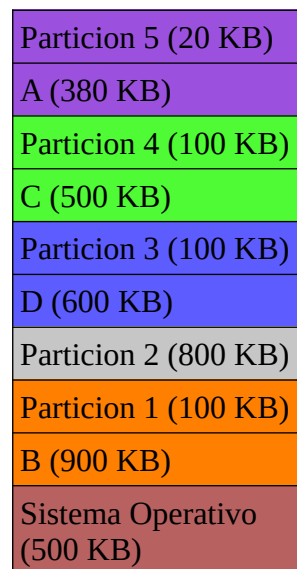 Particion 5 (20 KB)
A (380 KB)
Particion 4 (100 KB)
C (500 KB)
Particion 3 (100 KB)
D (600 KB)
Particion 2 (800 KB)
Particion 1 (100 KB)
B (900 KB)
Sistema Operativo
(500 KB)